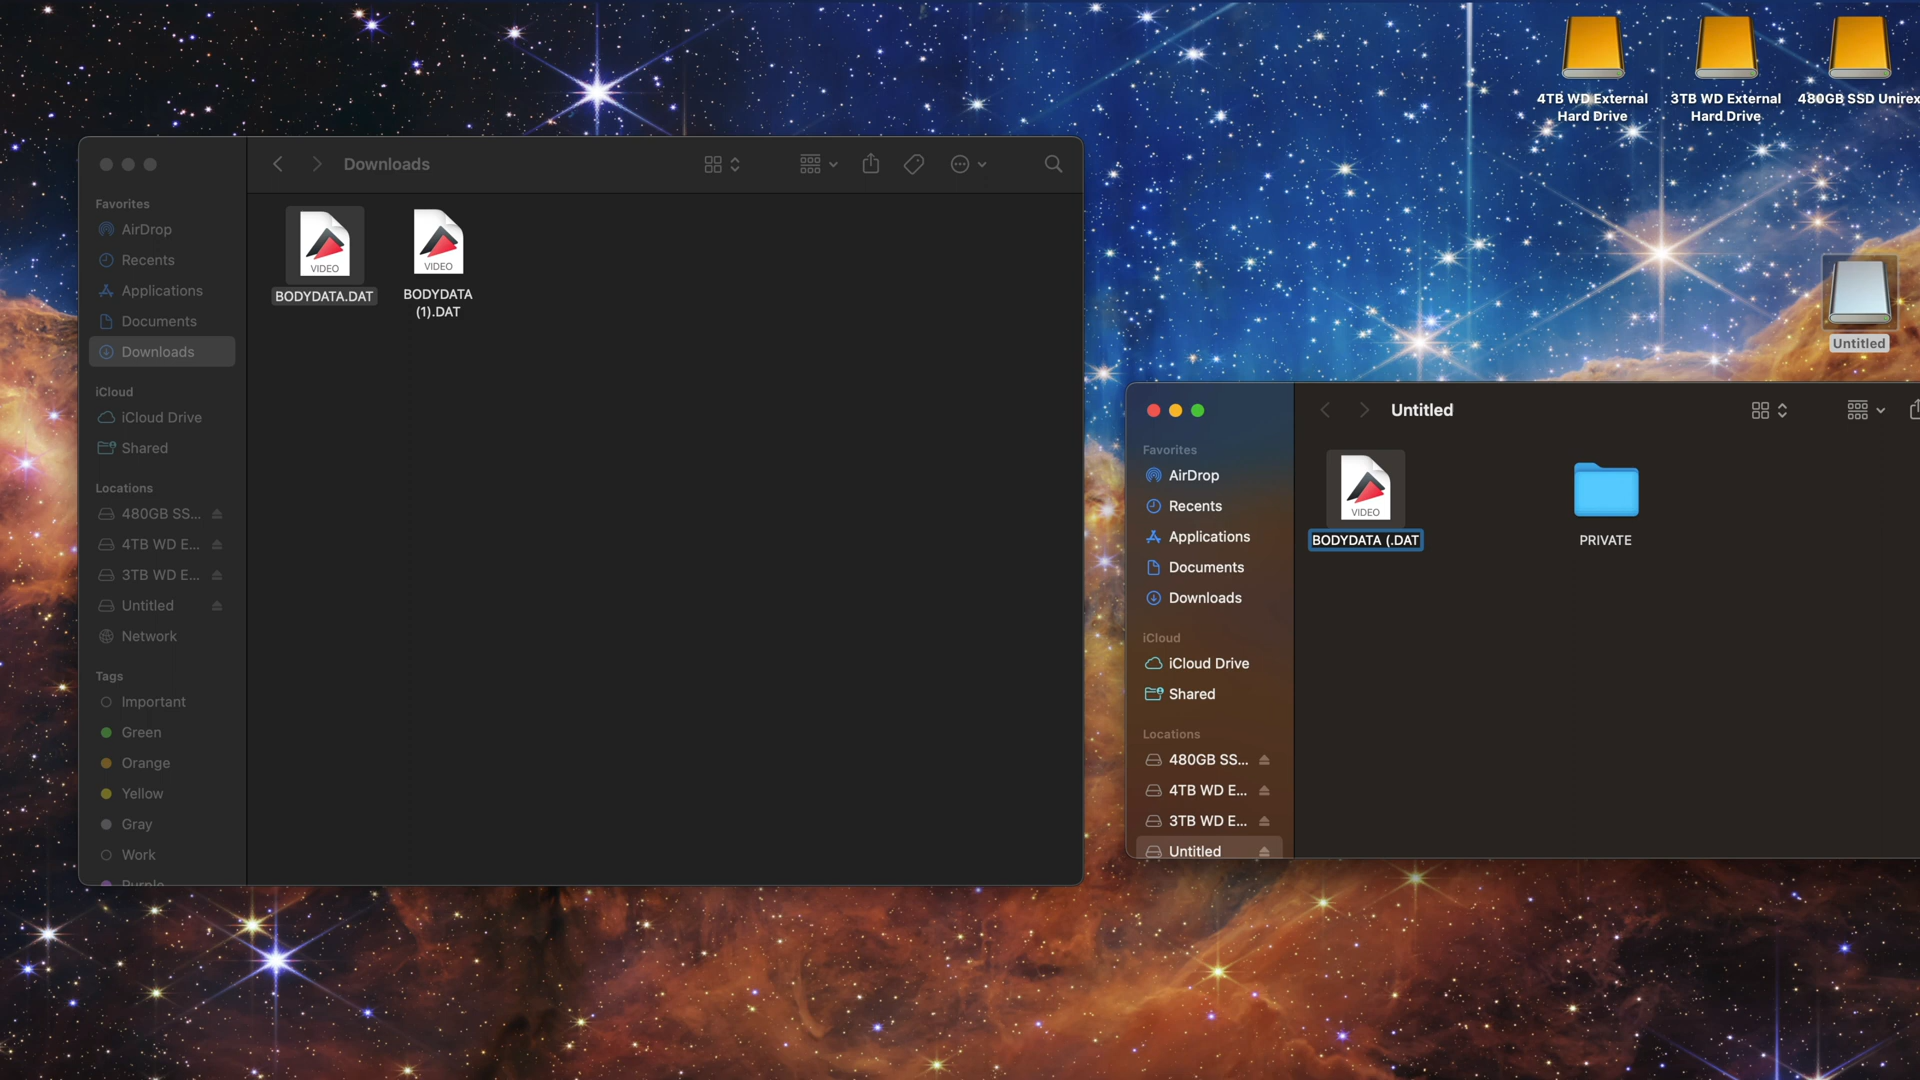 4TB WD External
Hard Drive
3TB WD External
Hard Drive
480GB SSD Unirex
Untitled
Downloads
Favorites
AirDrop
Recents
Applications
Documents
Downloads
iCloud
iCloud Drive
Shared
Locations
480GB SS...
4TB WD E...
3TB WD E...
Untitled
Network
Tags
Important
Green
Orange
Yellow
Gray
Work
Purple
VIDEO
BODYDATA.DAT
VIDEO
BODYDATA
(1).DAT
Untitled
Favorites
AirDrop
Recents
Applications
Documents
Downloads
iCloud
iCloud Drive
Shared
Locations
480GB SS...
4TB WD E...
3TB WD E...
Untitled
VIDEO
BODYDATA (.DAT
PRIVATE